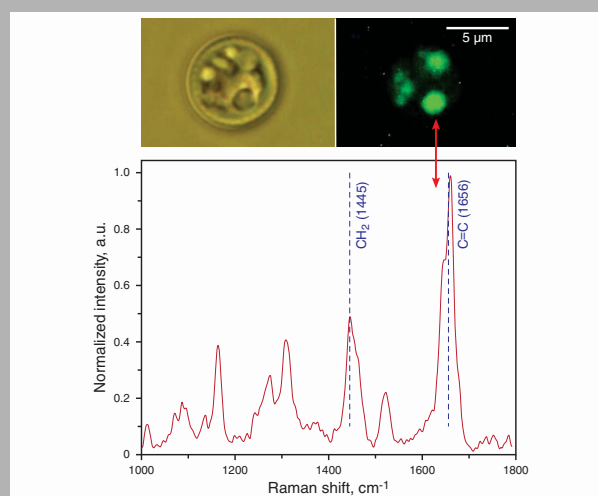 5 µm
1.0
0.8
0.6
0.4
0.2
0
Normalized intensity, a.u.
CH₂ (1445)
C=C (1656)
1000 1200 1400 1600 1800
Raman shift, cm⁻¹